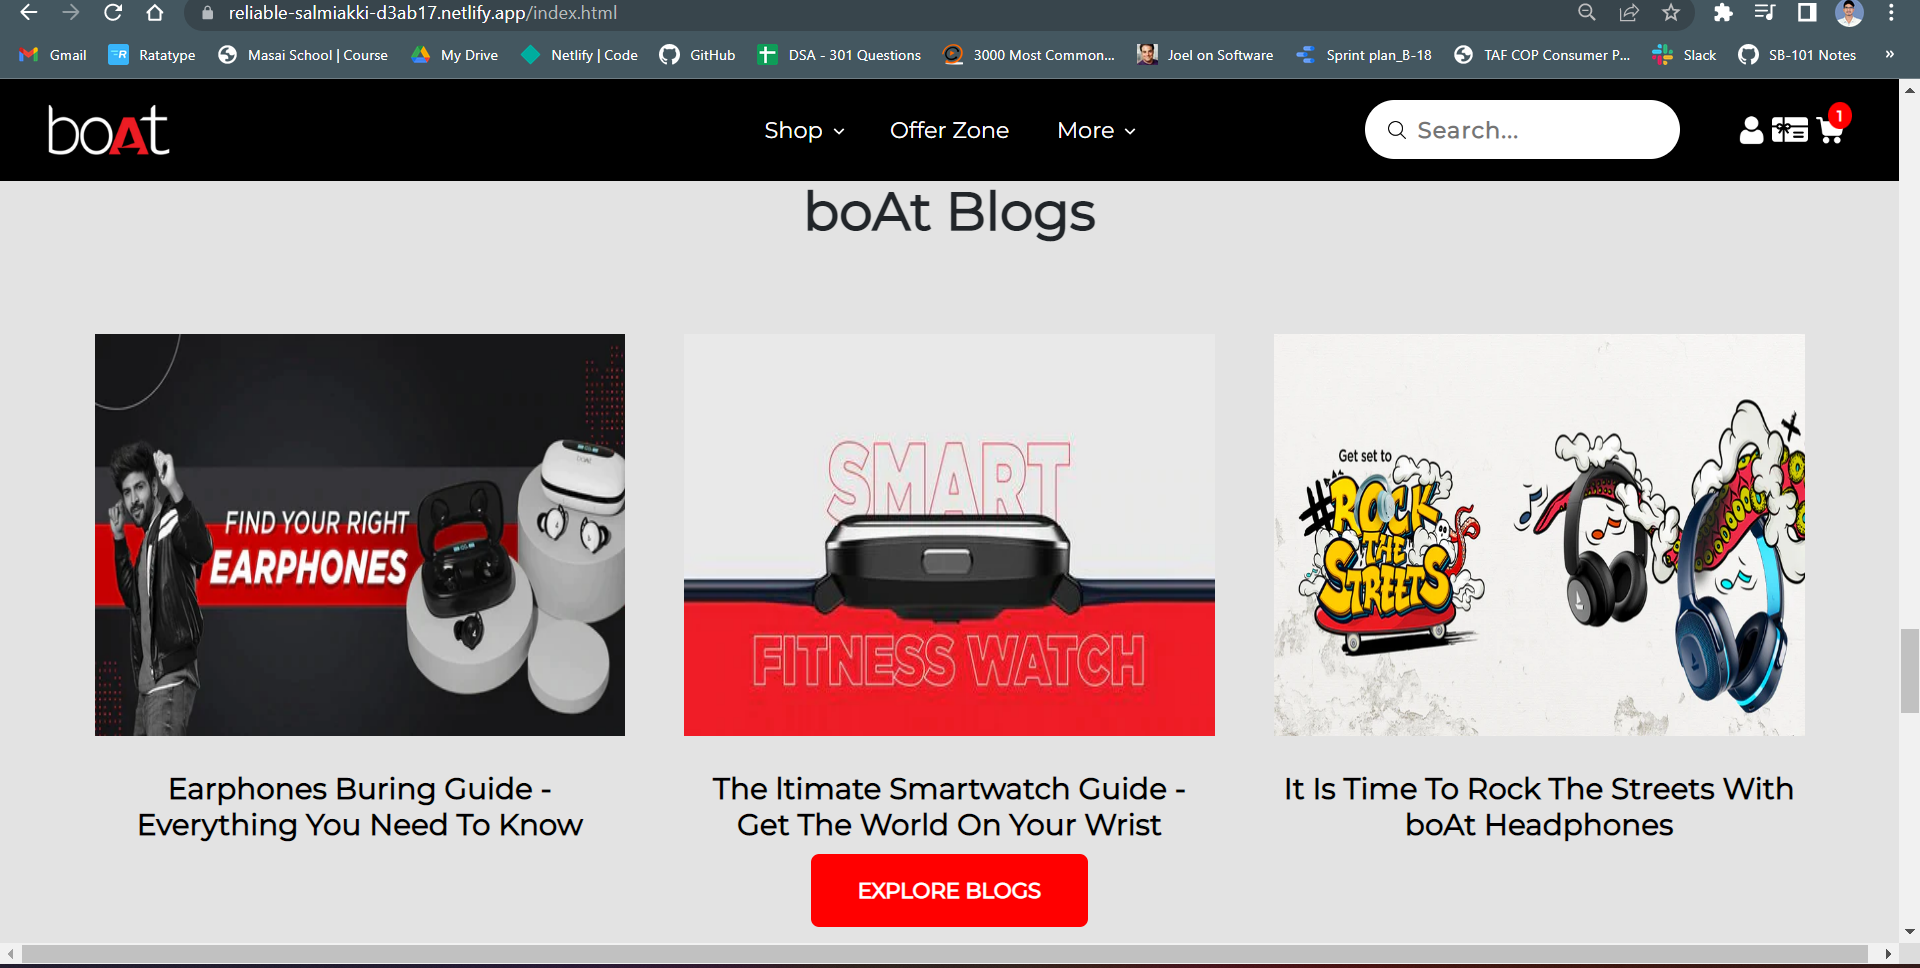 reliable-salmiakki-d3ab17.netlify.app/index.html
Gmail Ratatype Masai School | Course My Drive Netlify | Code GitHub DSA - 301 Questions 3000 Most Common... Joel on Software Sprint plan_B-18 TAF COP Consumer P... Slack SB-101 Notes »
boAt Shop Offer Zone More Search... 1
boAt Blogs
FIND YOUR RIGHT
EARPHONES
SMART
FITNESS WATCH
Get set to
#ROCK
THE
STREETS
Earphones Buring Guide -
Everything You Need To Know
The ltimate Smartwatch Guide -
Get The World On Your Wrist
It Is Time To Rock The Streets With
boAt Headphones
EXPLORE BLOGS